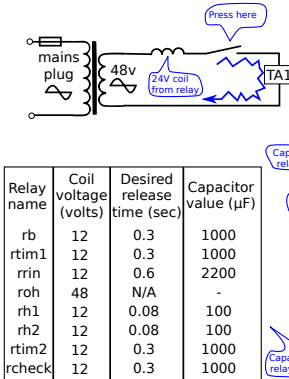 Press here
mains
plug
48v
24V coil
from relay
TA1
Relay
name
Coil
voltage
(volts)
Desired
release
time (sec)
Capacitor
value (µF)
rb 12 0.3 1000
rtim1 12 0.3 1000
rrin 12 0.6 2200
roh 48 N/A -
rh1 12 0.08 100
rh2 12 0.08 100
rtim2 12 0.3 1000
rcheck 12 0.3 1000